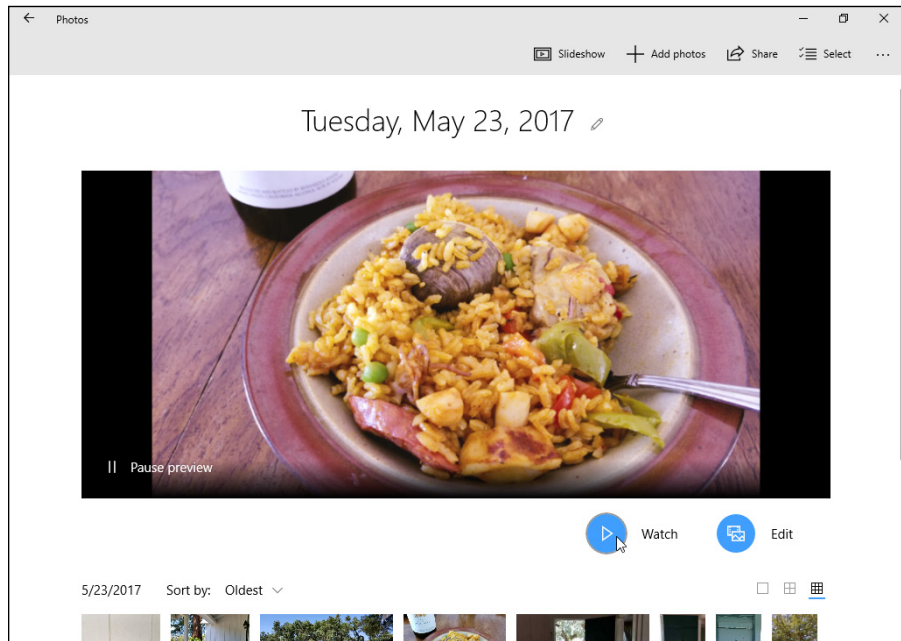 Photos
Slideshow Add photos Share Select
Tuesday, May 23, 2017
Pause preview
Watch Edit
5/23/2017 Sort by: Oldest